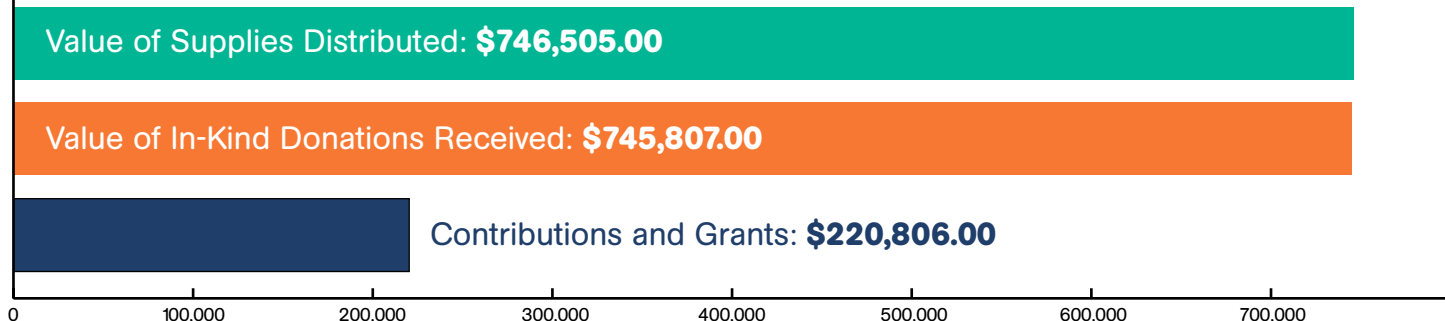 Value of Supplies Distributed: $746,505.00
Value of In-Kind Donations Received: $745,807.00
Contributions and Grants: $220,806.00
0 100.000 200.000 300.000 400.000 500.000 600.000 700.000